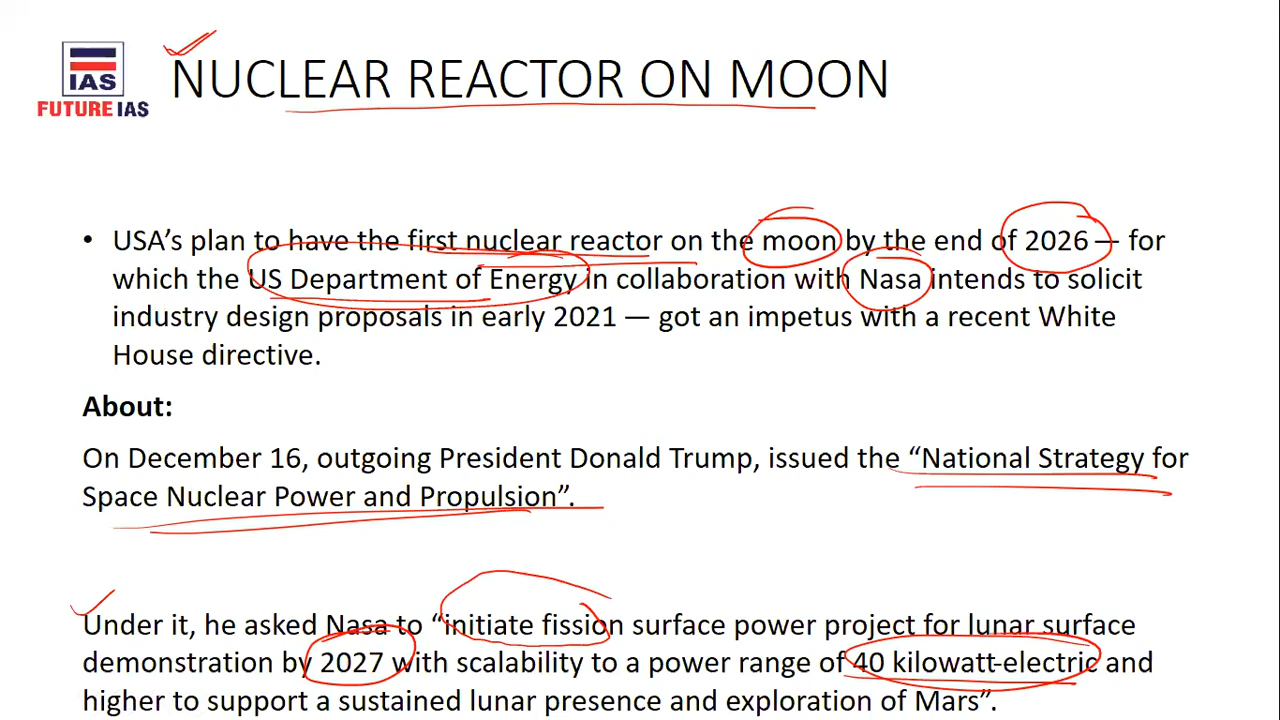 NUCLEAR REACTOR ON MOON
IAS
FUTURE IAS
• USA's plan to have the first nuclear reactor on the moon by the end of 2026 — for
which the US Department of Energy in collaboration with Nasa intends to solicit
industry design proposals in early 2021 — got an impetus with a recent White
House directive.
About:
On December 16, outgoing President Donald Trump, issued the “National Strategy for
Space Nuclear Power and Propulsion”.
Under it, he asked Nasa to “initiate fission surface power project for lunar surface
demonstration by 2027 with scalability to a power range of 40 kilowatt-electric and
higher to support a sustained lunar presence and exploration of Mars”.